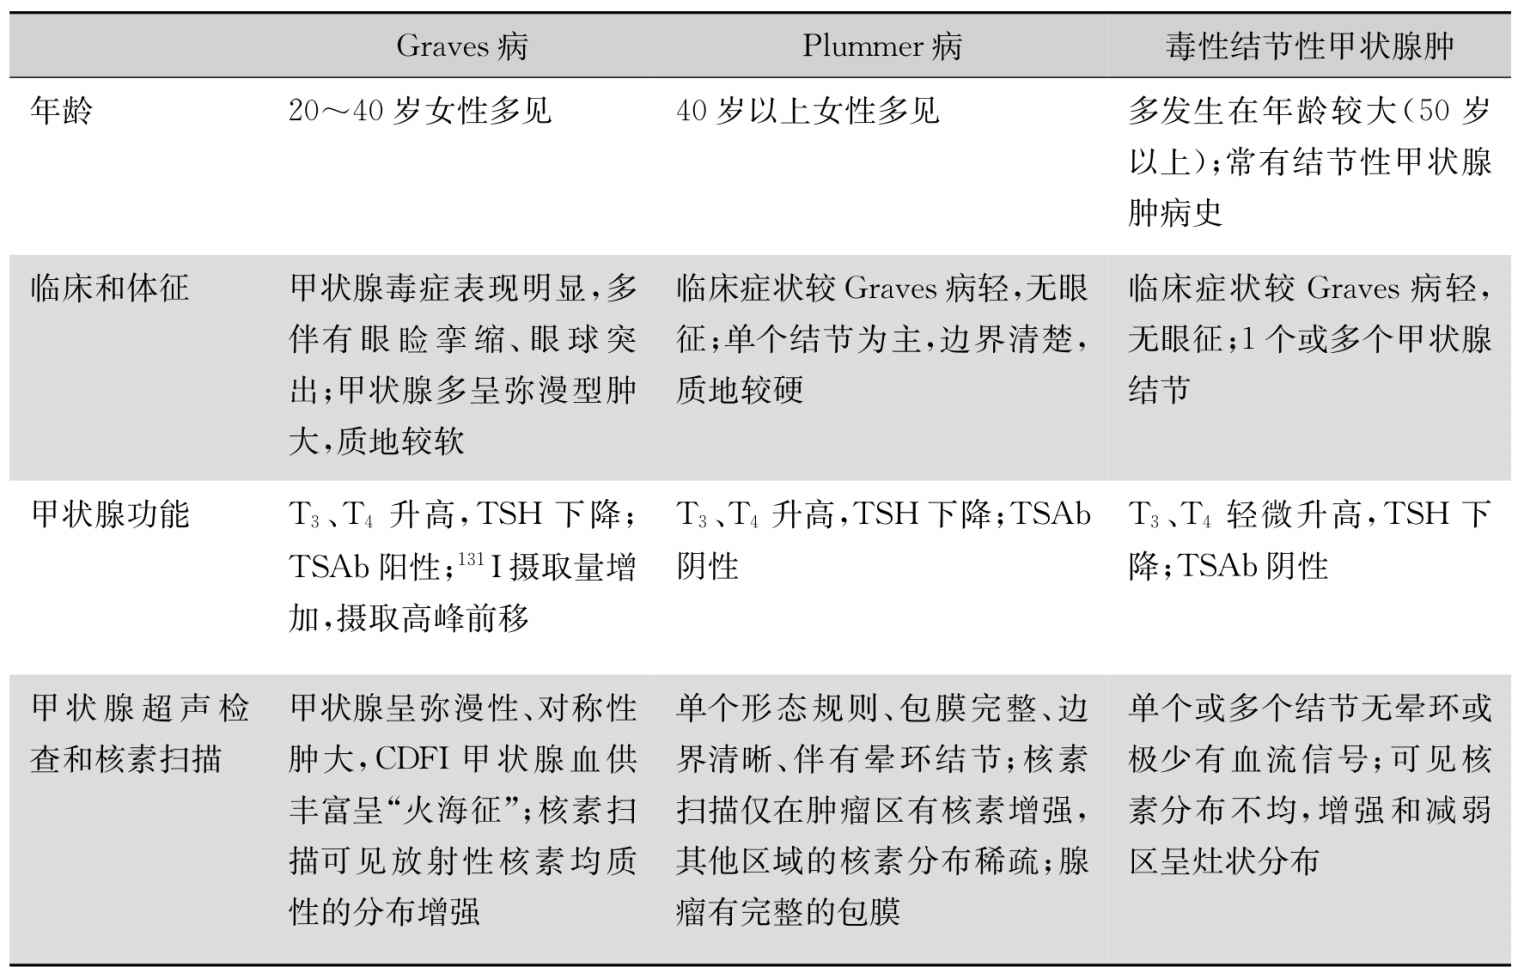 Graves 病 Plummer 病 毒性结节性甲状腺肿
年龄
20～40 岁女性多见
40 岁以上女性多见
多发生在年龄较大（50 岁
以上）；常有结节性甲状腺
肿病史
临床和体征
甲状腺毒症表现明显，多
伴有眼睑挛缩、眼球突
出；甲状腺多呈弥漫型肿
大，质地较软
临床症状较 Graves 病轻，无眼
征；单个结节为主，边界清楚，
质地较硬
临床症状较 Graves 病轻，
无眼征；1 个或多个甲状腺
结节
甲状腺功能
T₃、T₄ 升高，TSH 下降；
TSAb 阳性；¹³¹I 摄取量增
加，摄取高峰前移
T₃、T₄ 升高，TSH 下降；TSAb
阴性
T₃、T₄ 轻微升高，TSH 下
降；TSAb 阴性
甲状腺超声检
查和核素扫描
甲状腺呈弥漫性、对称性
肿大，CDFI 甲状腺血供
丰富呈“火海征”；核素扫
描可见放射性核素均质
性的分布增强
单个形态规则、包膜完整、边
界清晰、伴有晕环结节；核素
扫描仅在肿瘤区有核素增强，
其他区域的核素分布稀疏；腺
瘤有完整的包膜
单个或多个结节无晕环或
极少有血流信号；可见核
素分布不均，增强和减弱
区呈灶状分布